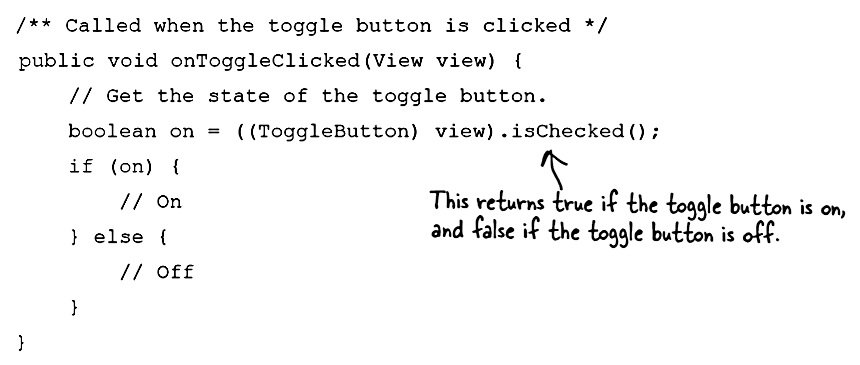 /** Called when the toggle button is clicked */
public void onToggleClicked(View view) {
// Get the state of the toggle button.
boolean on = ((ToggleButton) view).isChecked();
if (on) {
// On
} else {
// Off
}
}
This returns true if the toggle button is on,
and false if the toggle button is off.